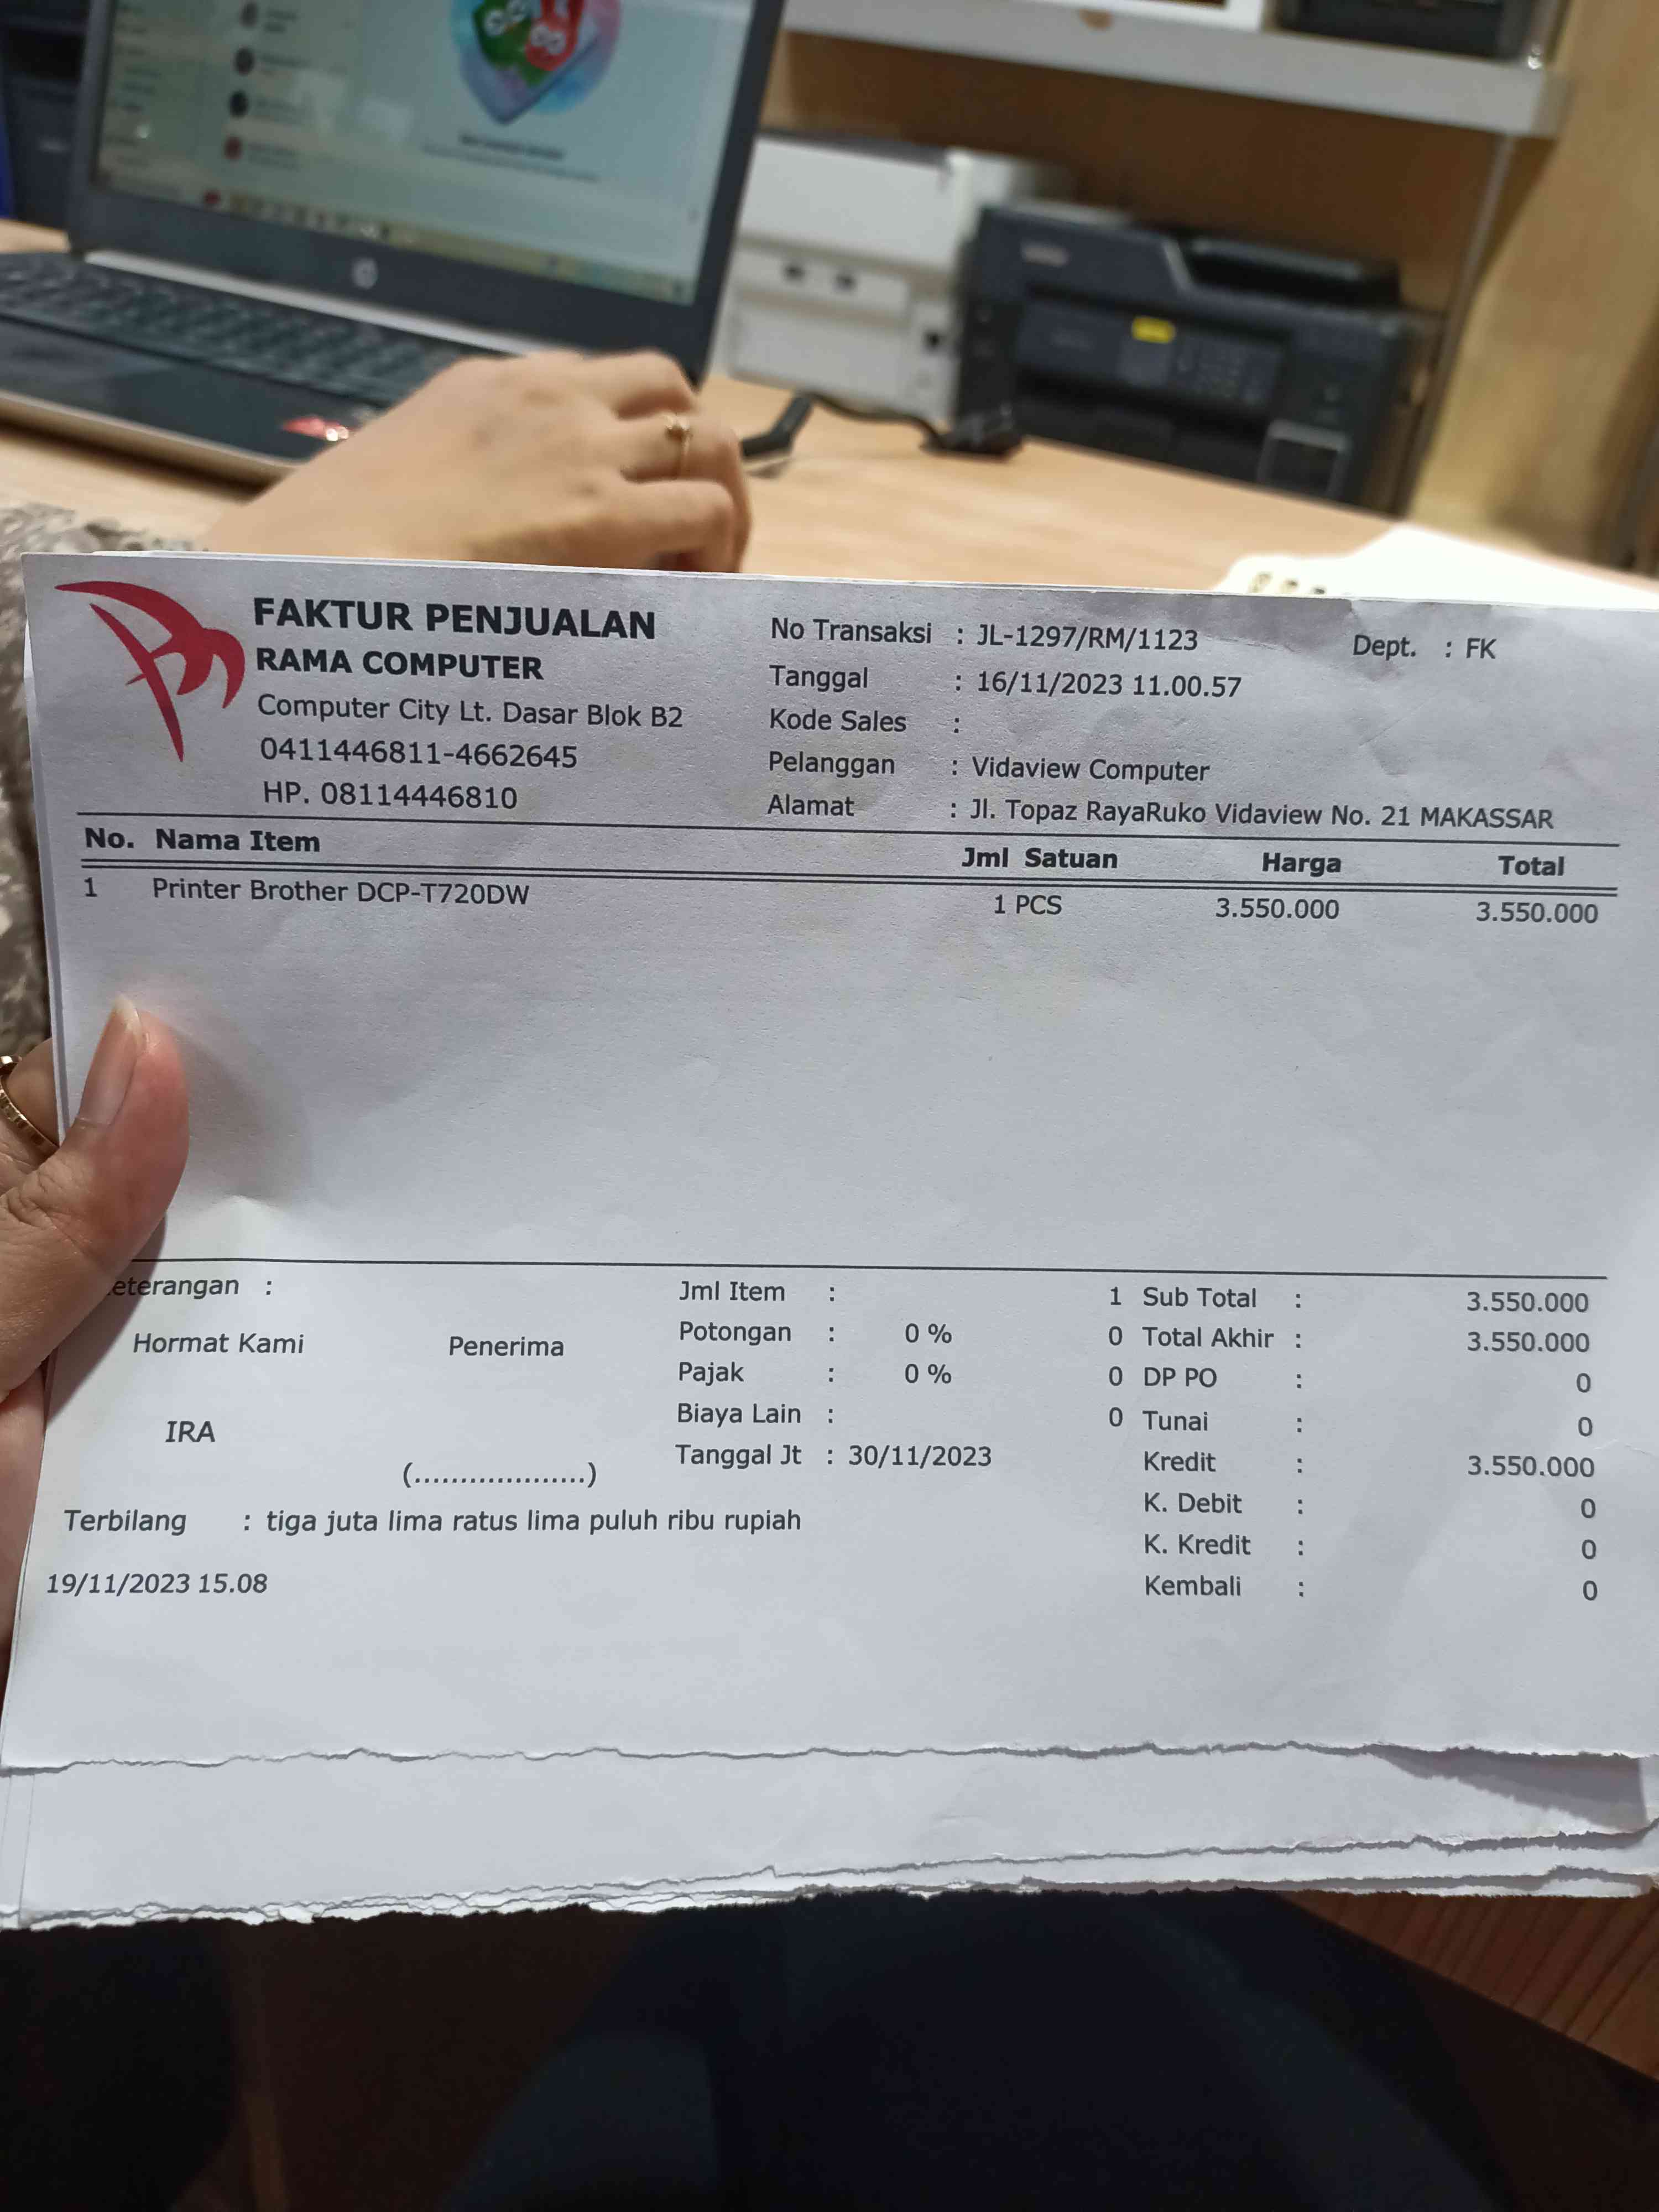 FAKTUR PENJUALAN
RAMA COMPUTER
Computer City Lt. Dasar Blok B2
0411446811-4662645
HP. 08114446810
No Transaksi : JL-1297/RM/1123 Dept. : FK
Tanggal : 16/11/2023 11.00.57
Kode Sales :
Pelanggan : Vidaview Computer
Alamat : Jl. Topaz RayaRuko Vidaview No. 21 MAKASSAR
No. Nama Item Jml Satuan Harga Total
1 Printer Brother DCP-T720DW 1 PCS 3.550.000 3.550.000
eterangan :
Hormat Kami Penerima
IRA
(...................)
Jml Item : 1
Potongan : 0 % 0
Pajak : 0 % 0
Biaya Lain : 0
Tanggal Jt : 30/11/2023
Sub Total : 3.550.000
Total Akhir : 3.550.000
DP PO : 0
Tunai : 0
Kredit : 3.550.000
K. Debit : 0
K. Kredit : 0
Kembali : 0
Terbilang : tiga juta lima ratus lima puluh ribu rupiah
19/11/2023 15.08